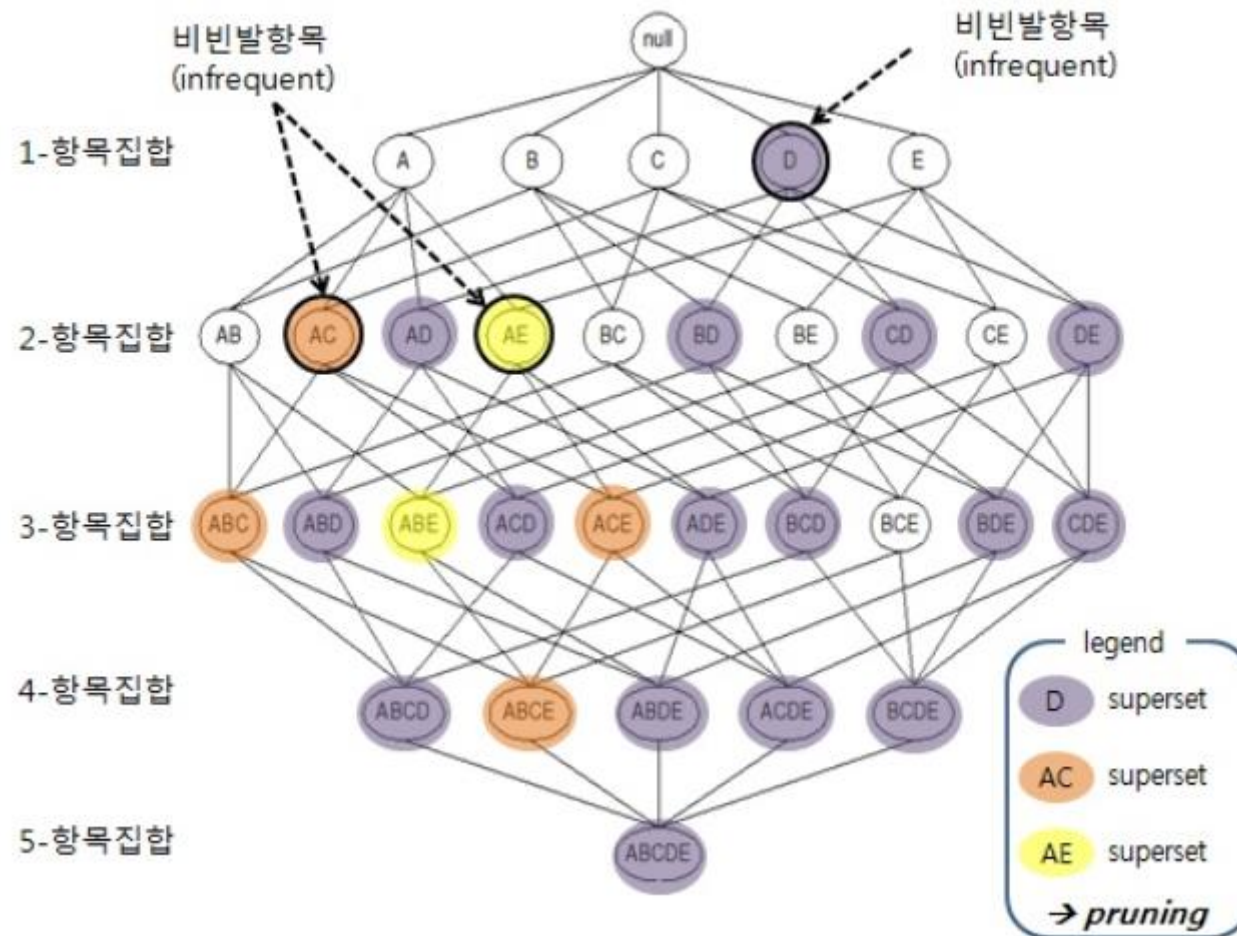 비빈발항목
(infrequent)
null
비빈발항목
(infrequent)
1-항목집합
A
B
C
D
E
2-항목집합
AB
AC
AD
AE
BC
BD
BE
CD
CE
DE
3-항목집합
ABC
ABD
ABE
ACD
ACE
ADE
BCD
BCE
BDE
CDE
4-항목집합
ABCD
ABCE
ABDE
ACDE
BCDE
5-항목집합
ABCDE
legend
D superset
AC superset
AE superset
→ pruning